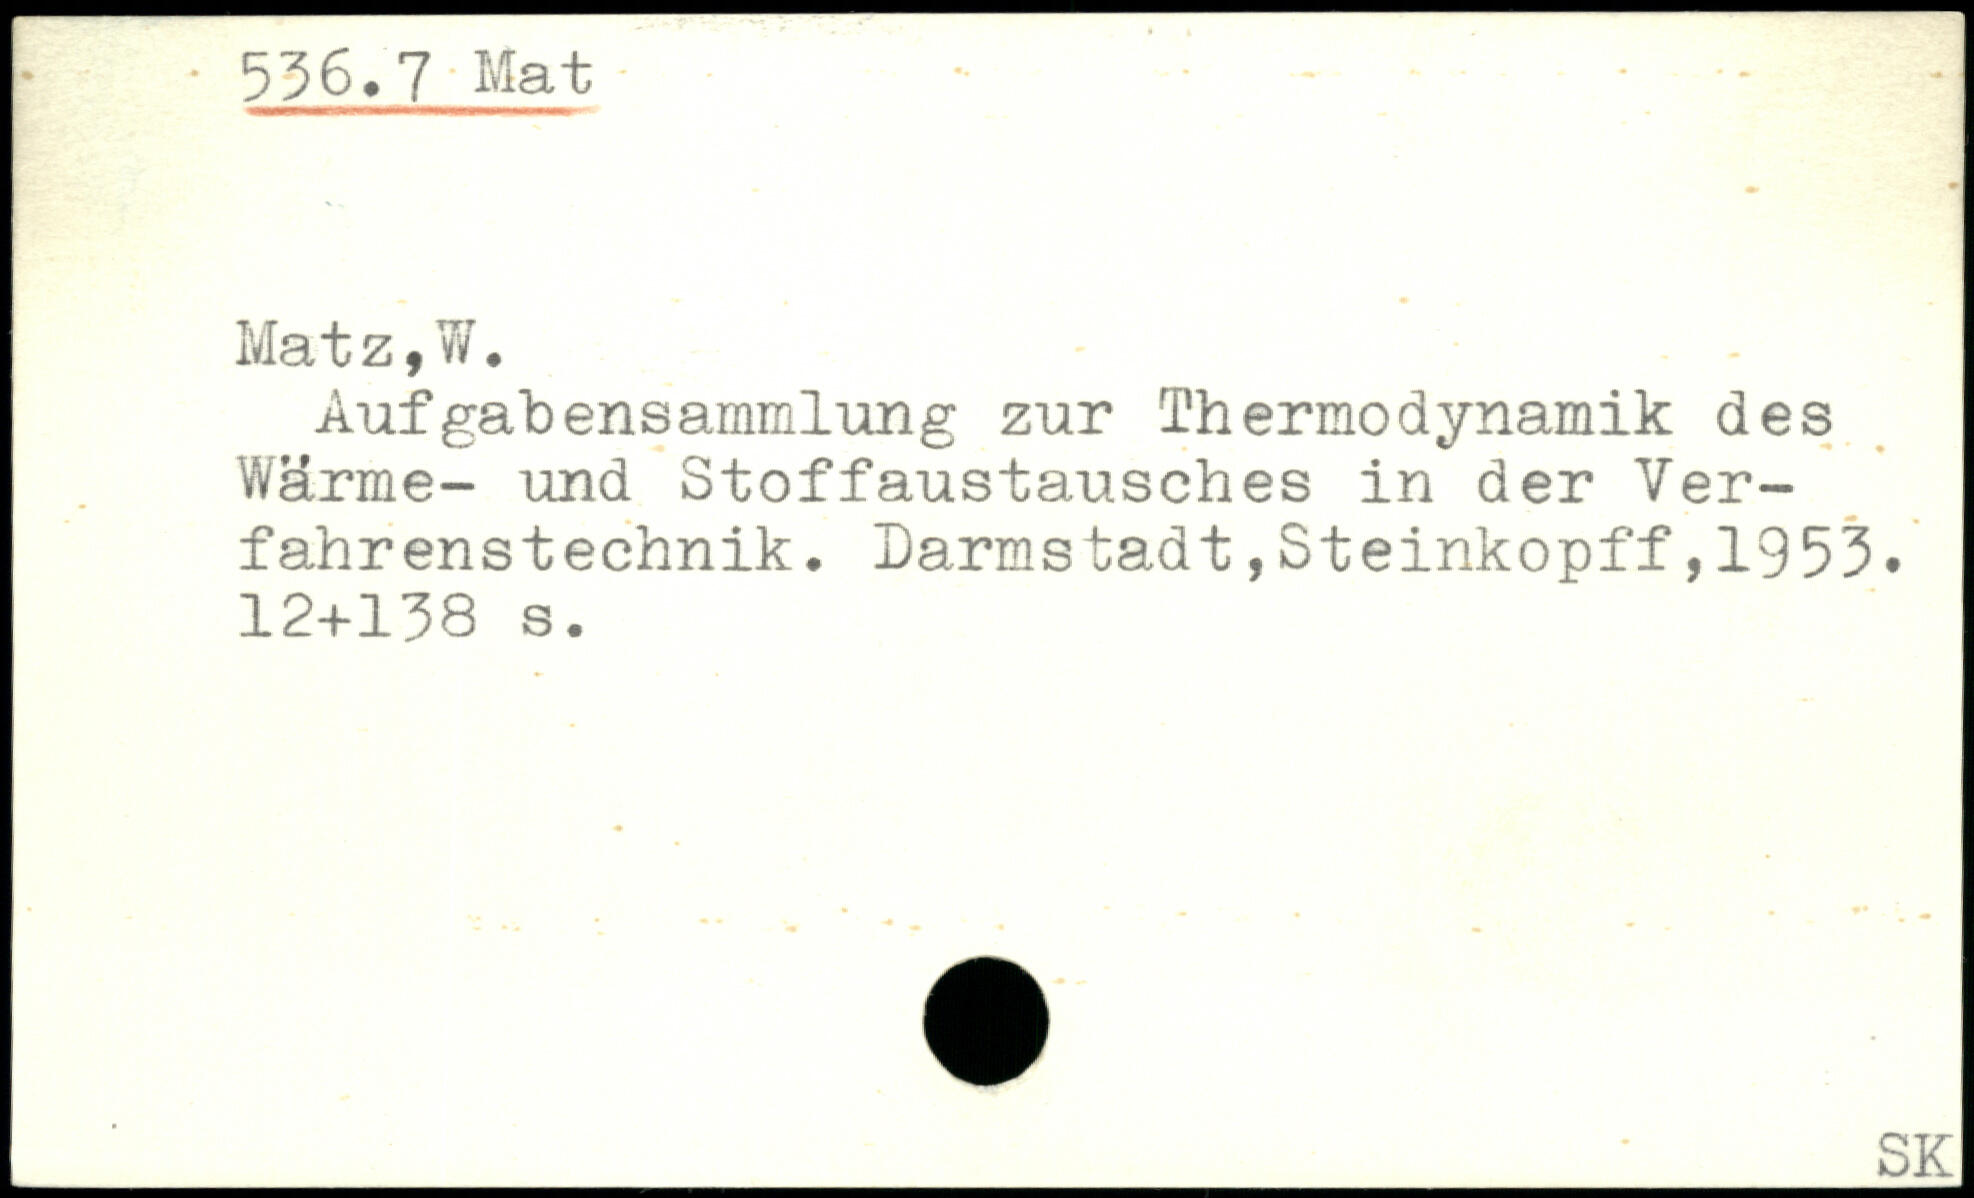 536.7 Mat
Matz,W.
Aufgabensammlung zur Thermodynamik des
Wärme- und Stoffaustausches in der Ver-
fahrenstechnik. Darmstadt,Steinkopff,1953.
12+138 s.
SK